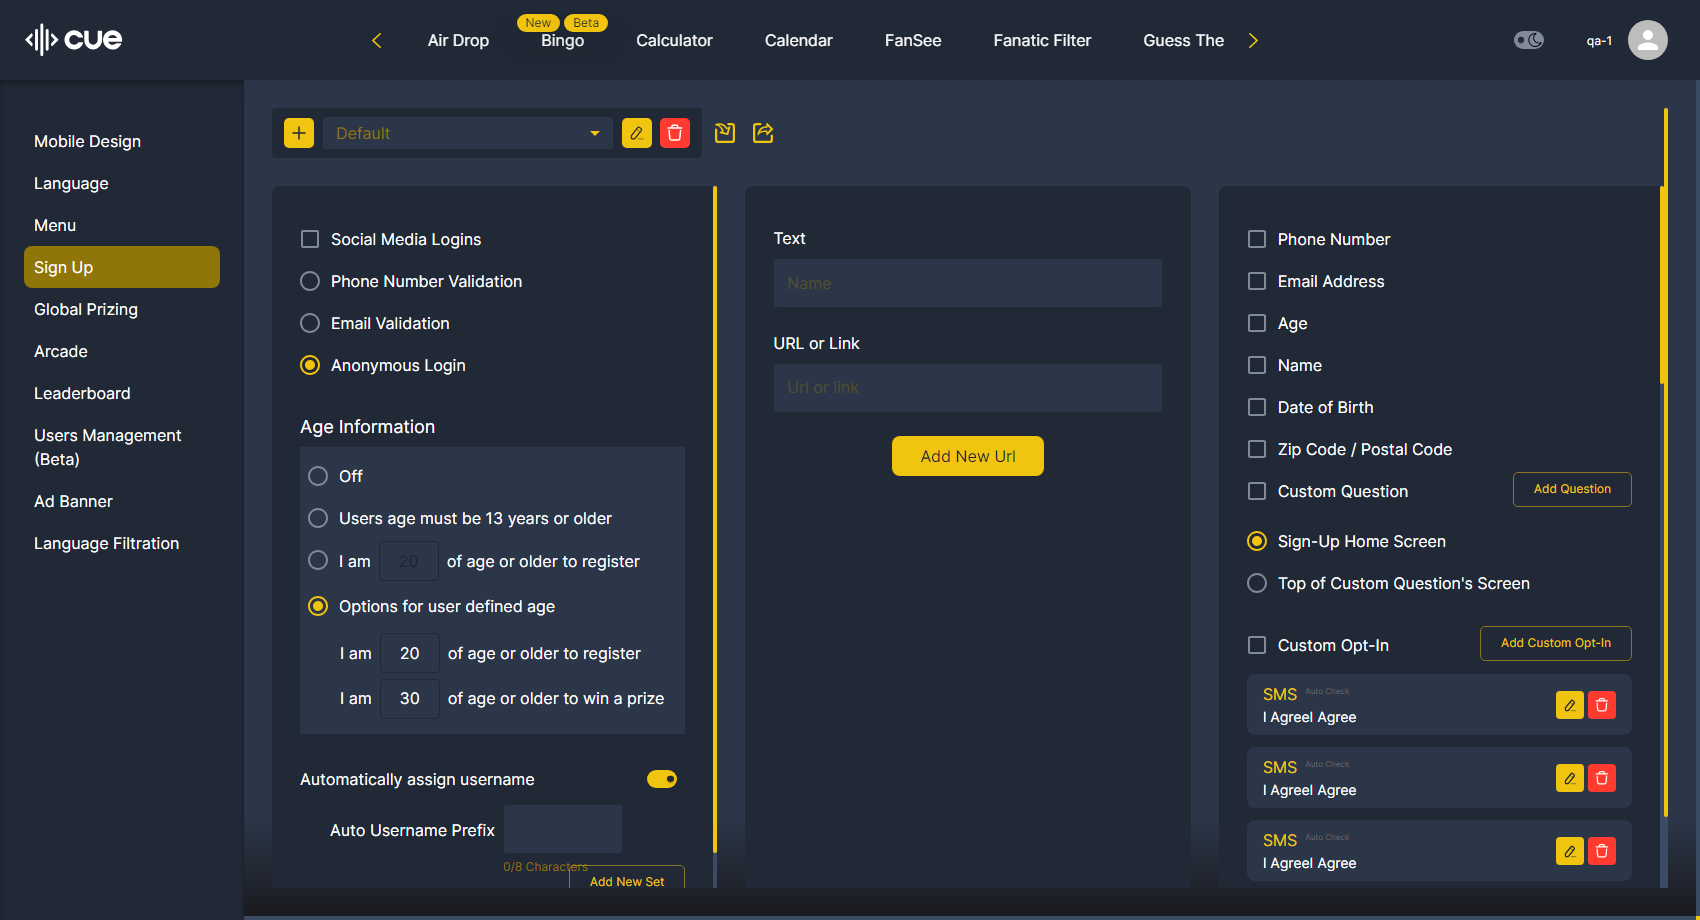 cue
Air Drop
New
Beta
Bingo
Calculator
Calendar
FanSee
Fanatic Filter
Guess The
qa-1
Mobile Design
Language
Menu
Sign Up
Global Prizing
Arcade
Leaderboard
Users Management
(Beta)
Ad Banner
Language Filtration
Default
Social Media Logins
Phone Number Validation
Email Validation
Anonymous Login
Age Information
Off
Users age must be 13 years or older
I am 20 of age or older to register
Options for user defined age
I am 20 of age or older to register
I am 30 of age or older to win a prize
Automatically assign username
Auto Username Prefix
0/8 Characters
Add New Set
Text
Name
URL or Link
Url or link
Add New Url
Phone Number
Email Address
Age
Name
Date of Birth
Zip Code / Postal Code
Custom Question
Add Question
Sign-Up Home Screen
Top of Custom Question's Screen
Custom Opt-In
Add Custom Opt-In
SMS Auto Check
I AgreeI Agree
SMS Auto Check
I AgreeI Agree
SMS Auto Check
I AgreeI Agree